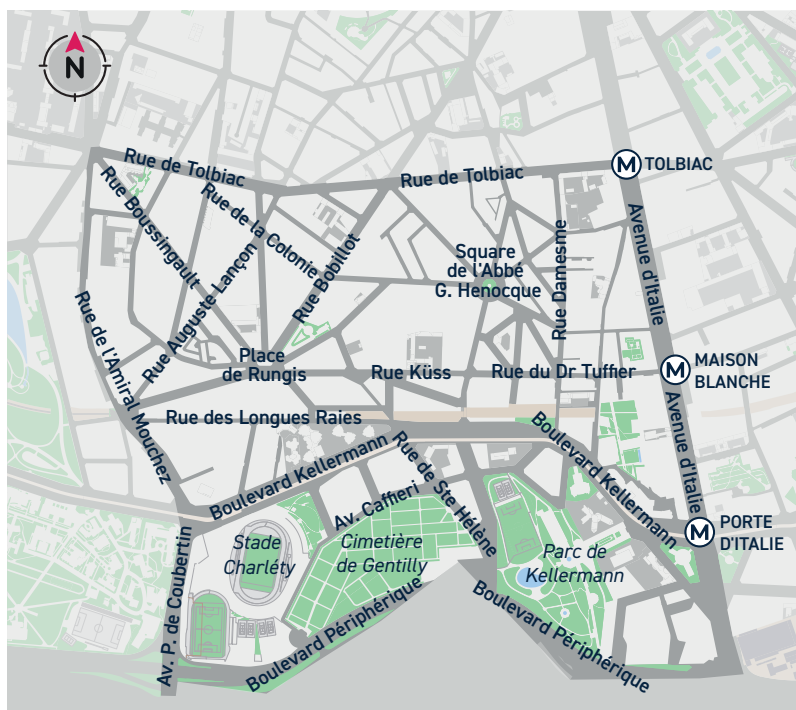 N
Rue de Tolbiac
Rue de Tolbiac
M TOLBIAC
Rue Boussingault
Rue de la Colonie
Rue Auguste Lançon
Rue Bobillot
Square
de l'Abbé
G. Henocque
Rue Damesme
Avenue d'Italie
Rue de l'Amiral Mouchez
Place
de Rungis
Rue Küss
Rue du Dr Tuffier
M MAISON
BLANCHE
Rue des Longues Raies
Boulevard Kellermann
Rue de Ste Hélène
Boulevard Kellermann
Avenue d'Italie
Av. Caffieri
M PORTE
D'ITALIE
Stade
Charléty
Cimetière
de Gentilly
Parc de
Kellermann
Av. P. de Coubertin
Boulevard Périphérique
Boulevard Périphérique